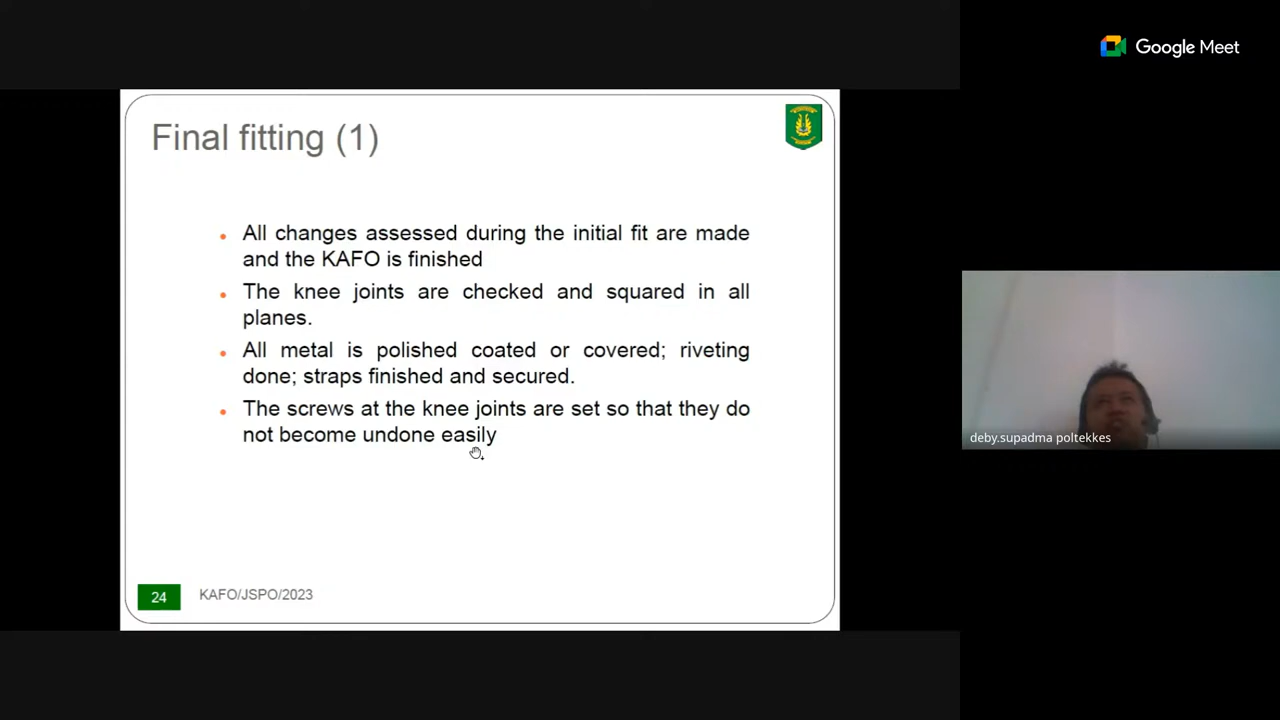 Google Meet
Final fitting (1)
• All changes assessed during the initial fit are made
and the KAFO is finished
• The knee joints are checked and squared in all
planes.
• All metal is polished coated or covered; riveting
done; straps finished and secured.
• The screws at the knee joints are set so that they do
not become undone easily
24
KAFO/JSPO/2023
deby.supadma poltekkes